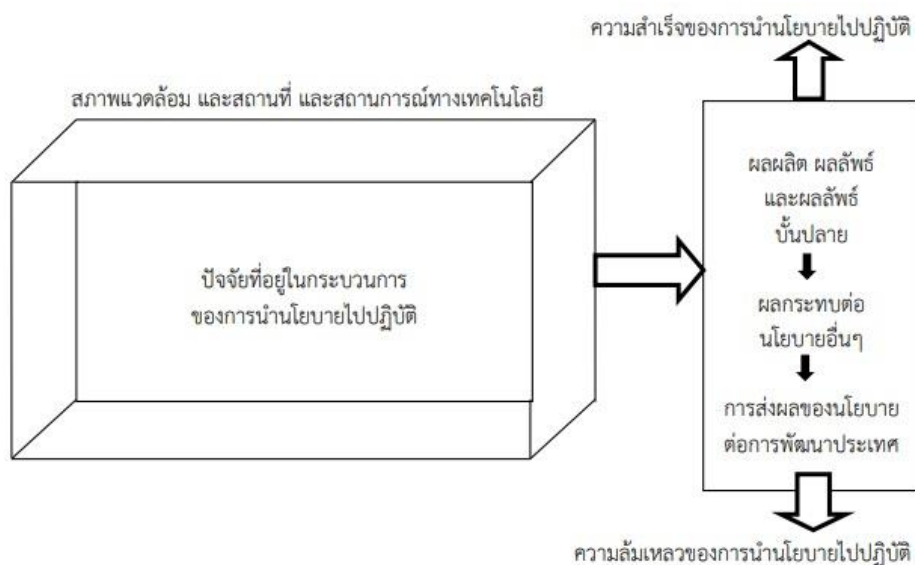 ความสำเร็จของการนำนโยบายไปปฏิบัติ
สภาพแวดล้อม และสถานที่ และสถานการณ์ทางเทคโนโลยี
ปัจจัยที่อยู่ในกระบวนการ
ของการนำนโยบายไปปฏิบัติ
ผลผลิต ผลลัพธ์
และผลลัพธ์
บั้นปลาย
ผลกระทบต่อ
นโยบายอื่นๆ
การส่งผลของนโยบาย
ต่อการพัฒนาประเทศ
ความล้มเหลวของการนำนโยบายไปปฏิบัติ